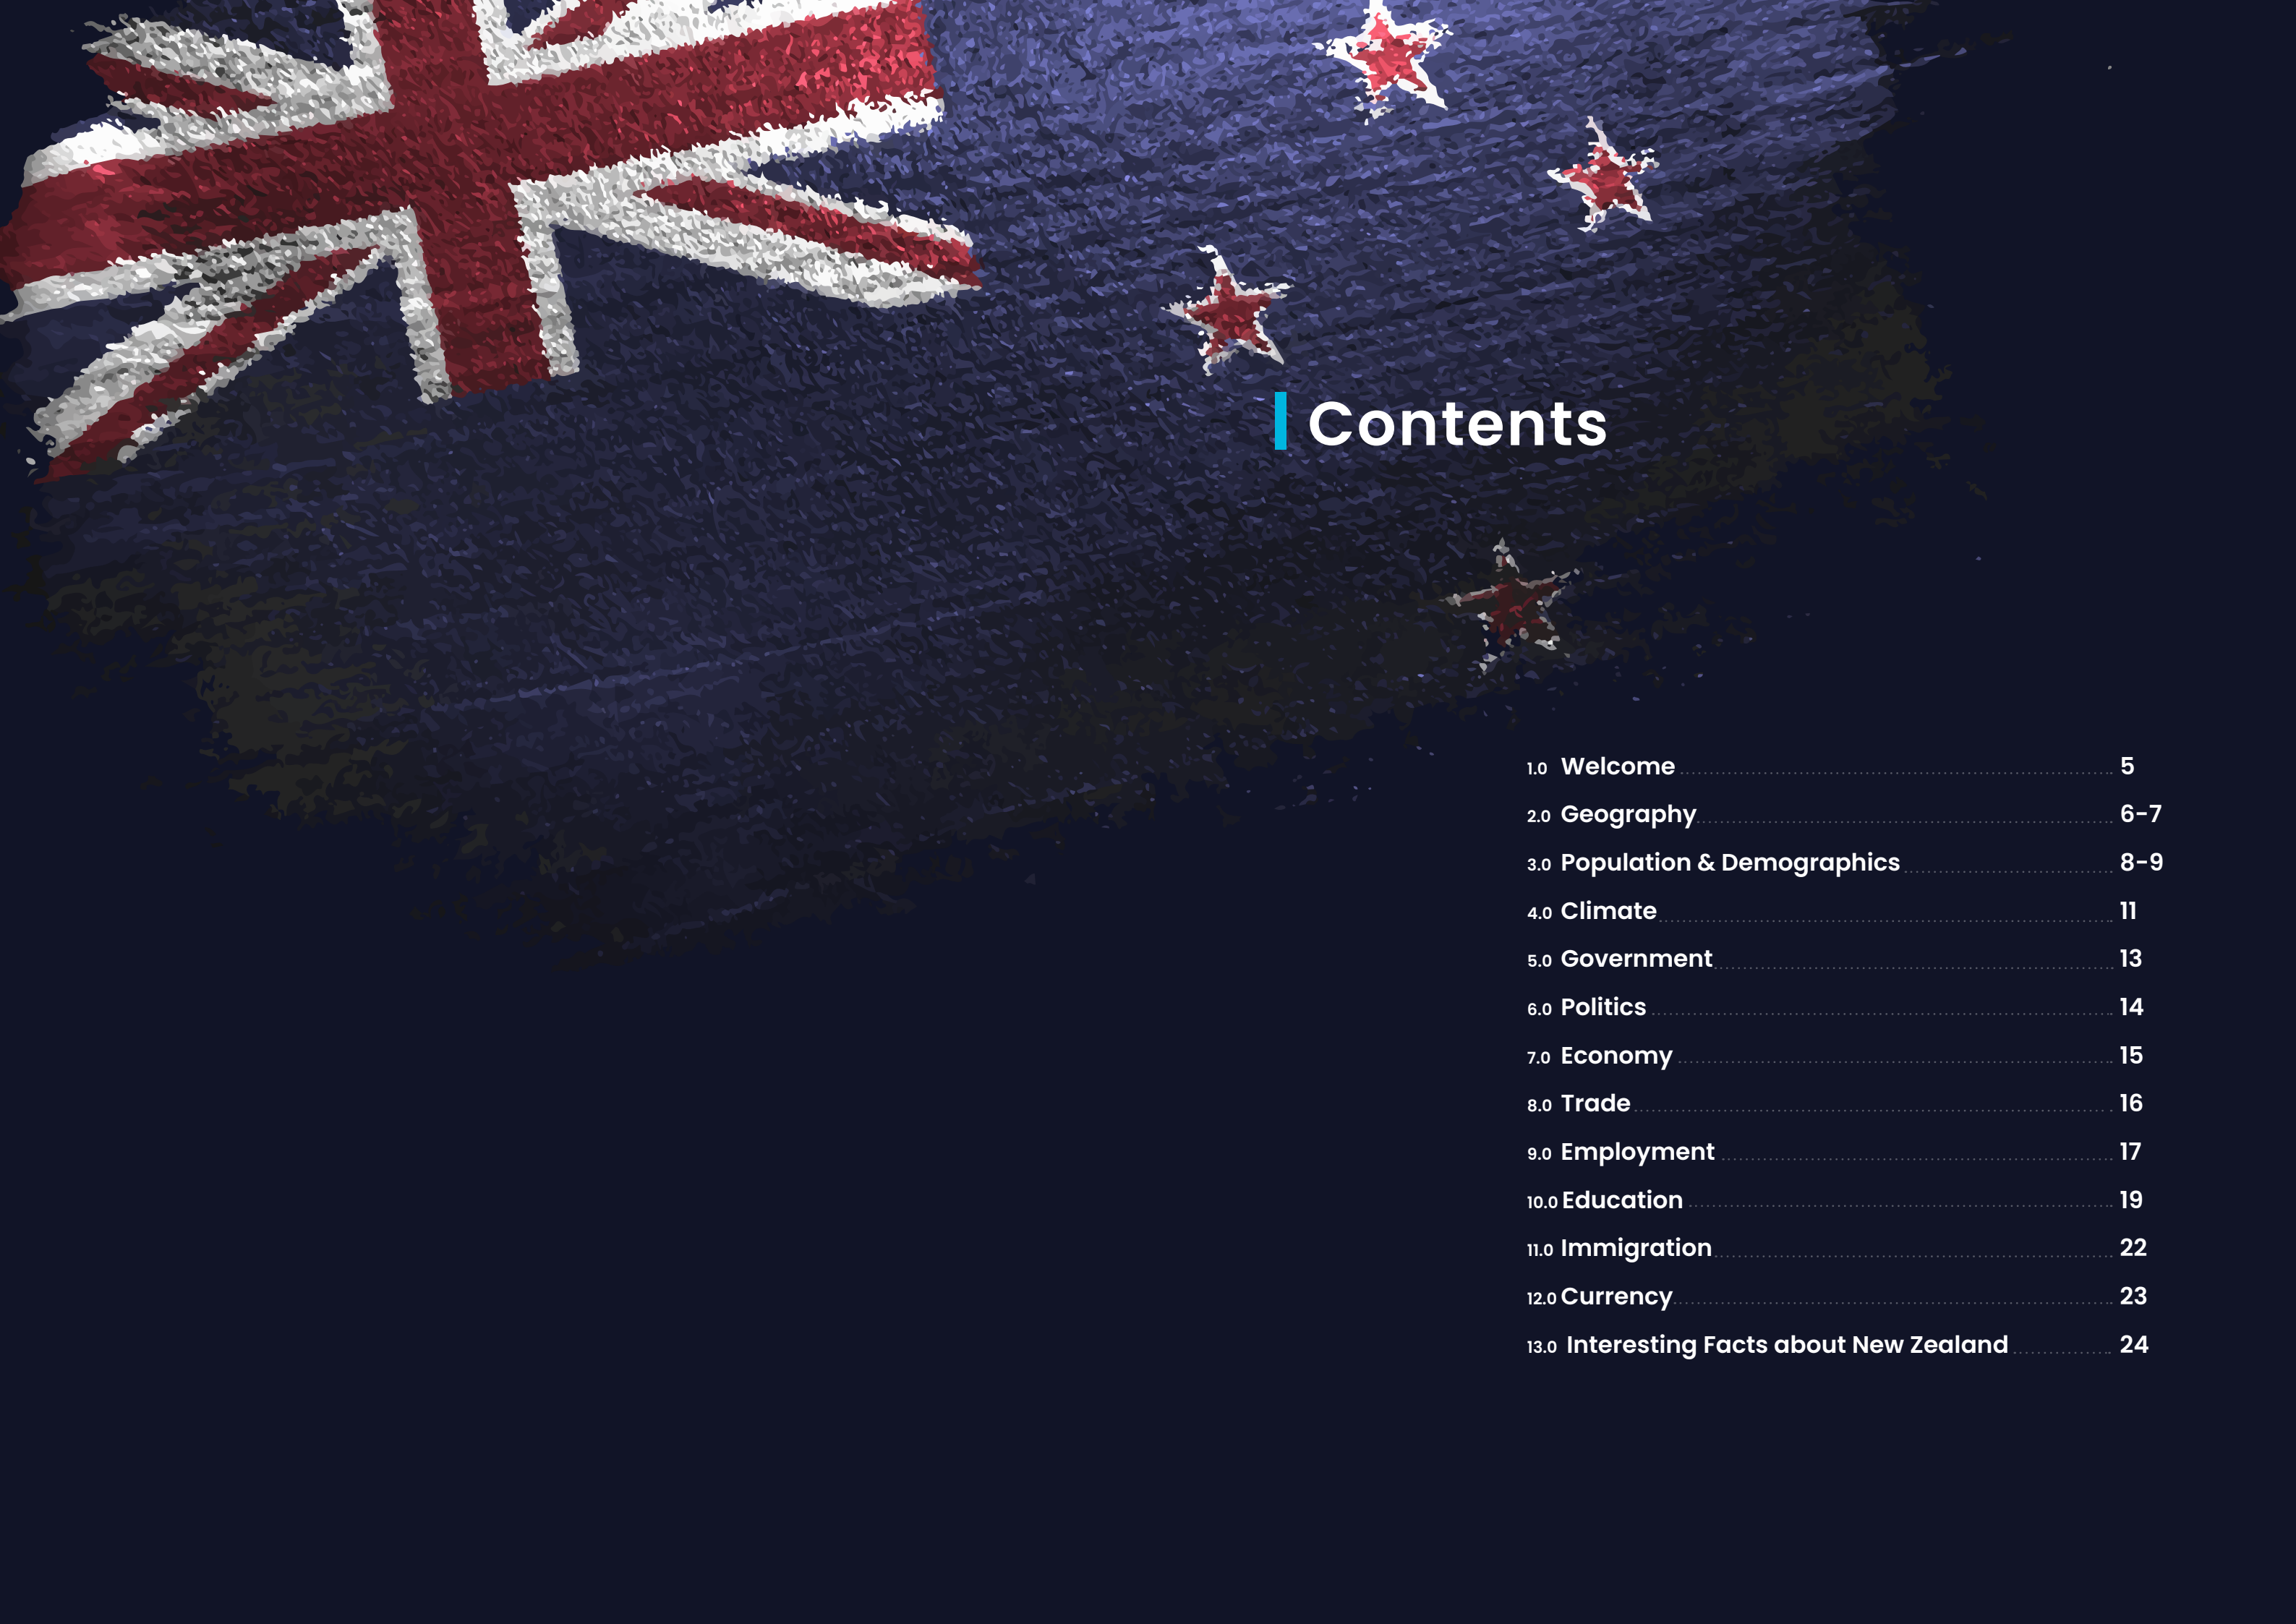 Contents
1.0 Welcome 5
2.0 Geography 6-7
3.0 Population & Demographics 8-9
4.0 Climate 11
5.0 Government 13
6.0 Politics 14
7.0 Economy 15
8.0 Trade 16
9.0 Employment 17
10.0 Education 19
11.0 Immigration 22
12.0 Currency 23
13.0 Interesting Facts about New Zealand 24